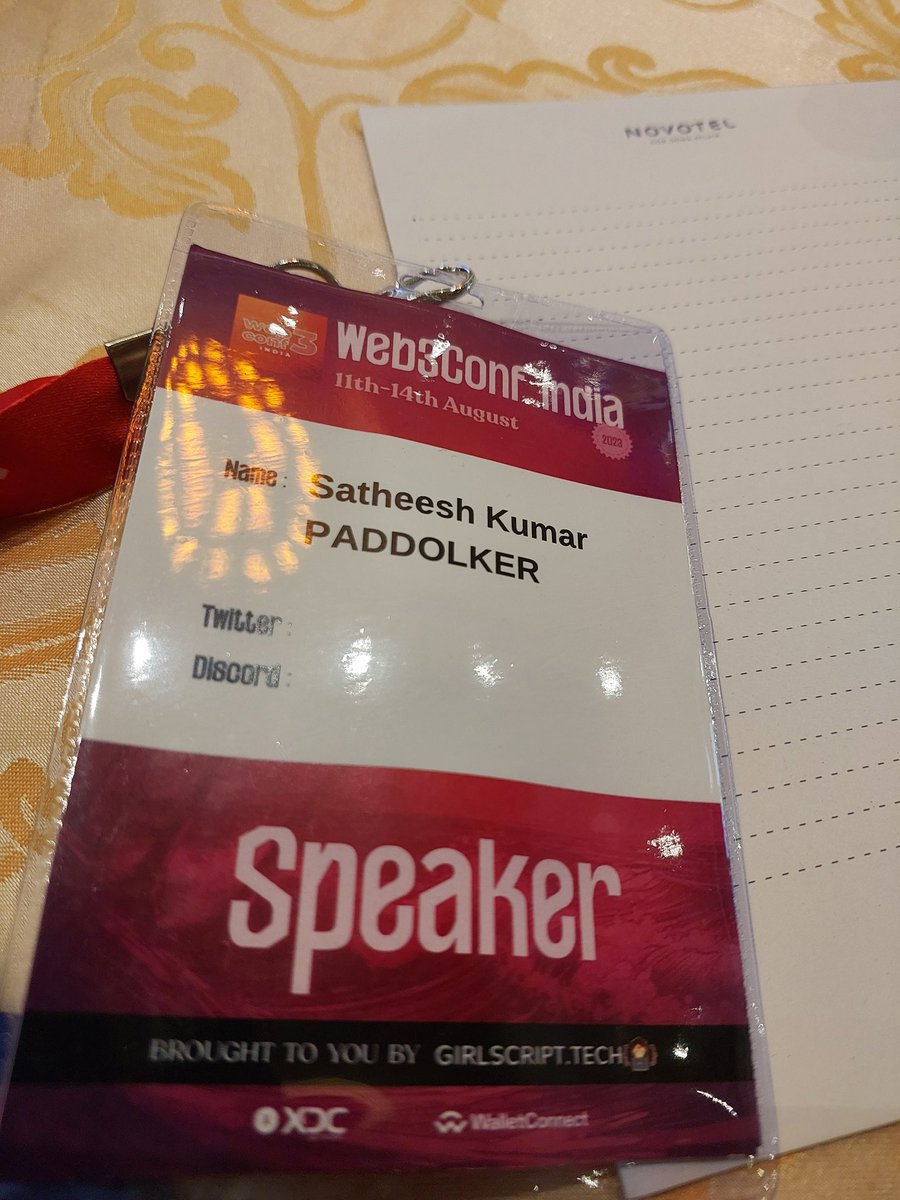 NOVOTEL
web3
conf
INDIA
Web3Conf India
11th-14th August
2023
Name : Satheesh Kumar
PADDOLKER
Twitter :
Discord :
Speaker
BROUGHT TO YOU BY GIRLSCRIPT.TECH
XDC
WalletConnect